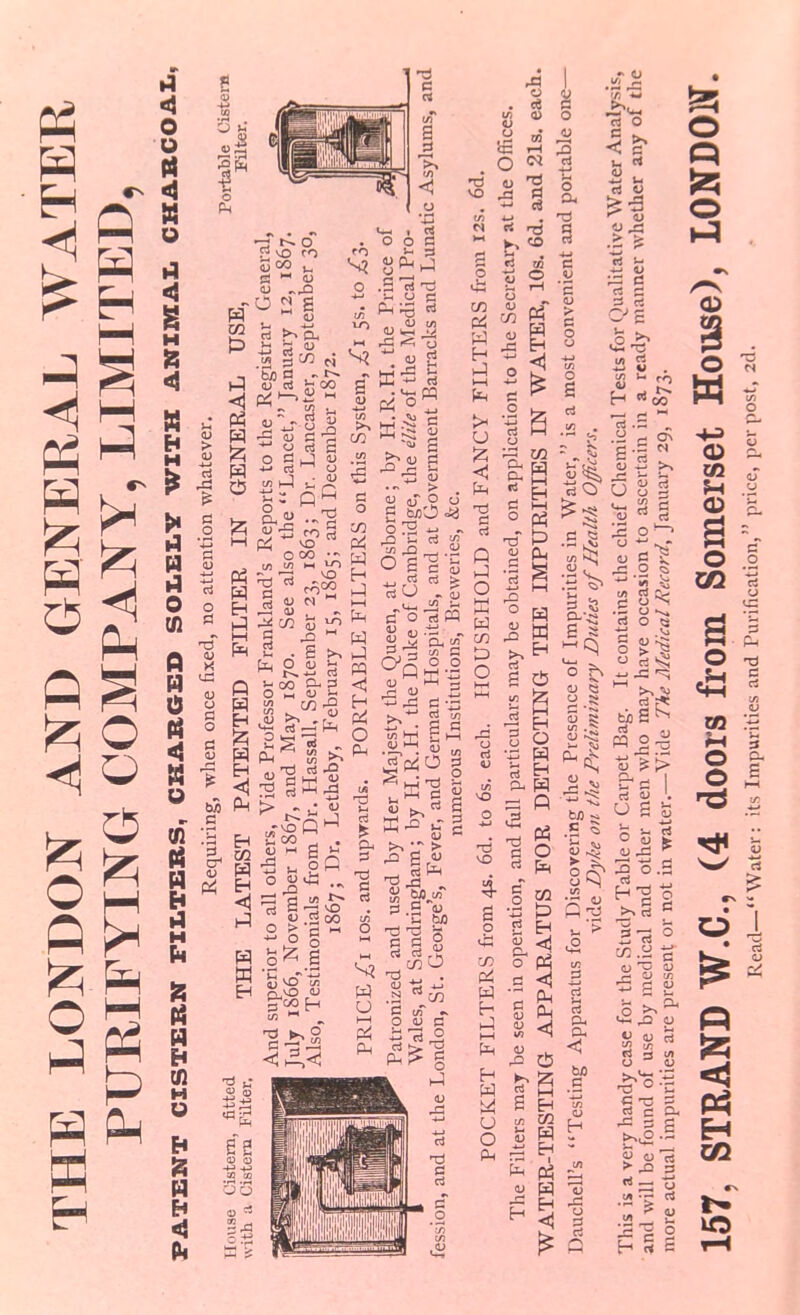 THE LONDON AND GENERAL WATER
PURIFYING COMPANY, LIMITED,
PATENT CISTERN FILTERS, CHARGED SOLELY WITH ANIMAL CHARCOAL,
Requiring, when once fixed, no attention whatever.
House Cistern, fitted
with a Cistern Filter.
Portable Cistern
Filter.
THE LATEST PATENTED FILTER IN GENERAL USE,
And superior to all others, Vide Professor Frankland's Reports to the Registrar General,
July 1866, November 1867, and May 1870. See also the "Lancet," January 12, 1867.
Also, Testimonials from Dr. Hassall, September 23, 1863; Dr. Lancaster, September 30,
1867; Dr. Letheby, February 15, 1865; and December 1872.
PRICE £1 10s. and upwards. PORTABLE FILTERS on this System, £1 5s. to £3.
Patronized and used by Her Majesty the Queen, at Osborne; by H.R.H. the Prince of
Wales, at Sandringham; by H.R.H. the Duke of Cambridge, the élite of the Medical Pro-
fession, and at the London, St. George's, Fever, and German Hospitals, and at Government Barracks and Lunatic Asylums, and
numerous Institutions, Breweries, &c.
POCKET FILTERS from 4s. 6d. to 6s. each. HOUSEHOLD and FANCY FILTERS from 12s. 6d.
The Filters may be seen in operation, and full particulars may be obtained, on application to the Secretary at the Offices.
WATER-TESTING APPARATUS FOR DETECTING THE IMPURITIES IN WATER, 10s. 6d. and 21s. each.
Dauchell's "Testing Apparatus for Discovering the Presence of Impurities in Water," is a most convenient and portable one—
vide Dyke on the Preliminary Duties of Health Officers.
This is a very handy case for the Study Table or Carpet Bag. It contains the chief Chemical Tests for Qualitative Water Analysis,
and will be found of use by medical and other men who may have occasion to ascertain in a ready manner whether any of the
more actual impurities are present or not in water.—Vide The Medical Record, January 29, 1873.
157, STRAND W.C., (4 doors from Somerset House), LONDON.
Read—"Water: its Impurities and Purification," price, per post, 2d.